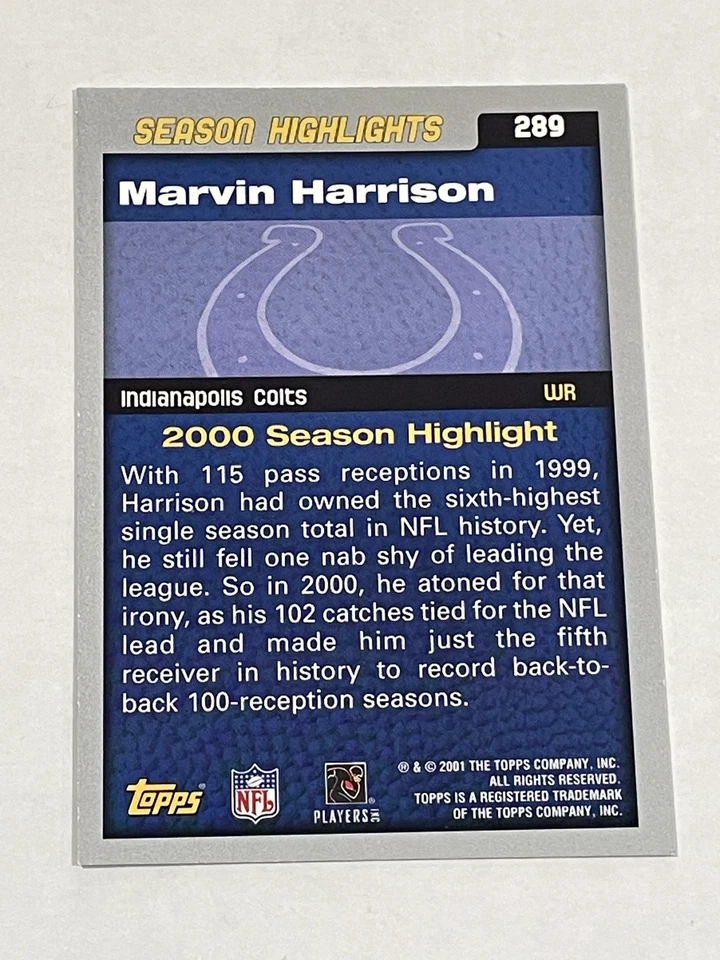 SEASON HIGHLIGHTS
289
Marvin Harrison
Indianapolis Colts WR
2000 Season Highlight
With 115 pass receptions in 1999,
Harrison had owned the sixth-highest
single season total in NFL history. Yet,
he still fell one nab shy of leading the
league. So in 2000, he atoned for that
irony, as his 102 catches tied for the NFL
lead and made him just the fifth
receiver in history to record back-to-
back 100-reception seasons.
Topps
NFL
PLAYERS INC
® & © 2001 THE TOPPS COMPANY, INC.
ALL RIGHTS RESERVED.
TOPPS IS A REGISTERED TRADEMARK
OF THE TOPPS COMPANY, INC.